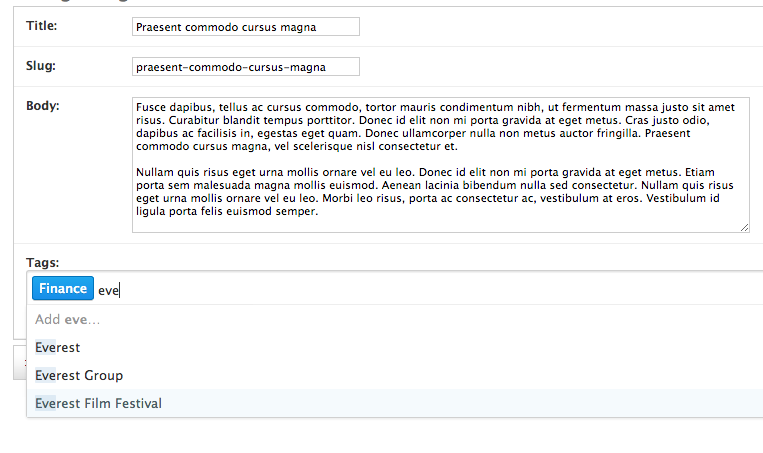 Title:
Praesent commodo cursus magna
Slug:
praesent-commodo-cursus-magna
Body:
Fusce dapibus, tellus ac cursus commodo, tortor mauris condimentum nibh, ut fermentum massa justo sit amet
risus. Curabitur blandit tempus porttitor. Donec id elit non mi porta gravida at eget metus. Cras justo odio,
dapibus ac facilisis in, egestas eget quam. Donec ullamcorper nulla non metus auctor fringilla. Praesent
commodo cursus magna, vel scelerisque nisl consectetur et.
Nullam quis risus eget urna mollis ornare vel eu leo. Donec id elit non mi porta gravida at eget metus. Etiam
porta sem malesuada magna mollis euismod. Aenean lacinia bibendum nulla sed consectetur. Nullam quis risus
eget urna mollis ornare vel eu leo. Morbi leo risus, porta ac consectetur ac, vestibulum at eros. Vestibulum id
ligula porta felis euismod semper.
Tags:
Finance eve
Add eve...
Everest
Everest Group
Everest Film Festival